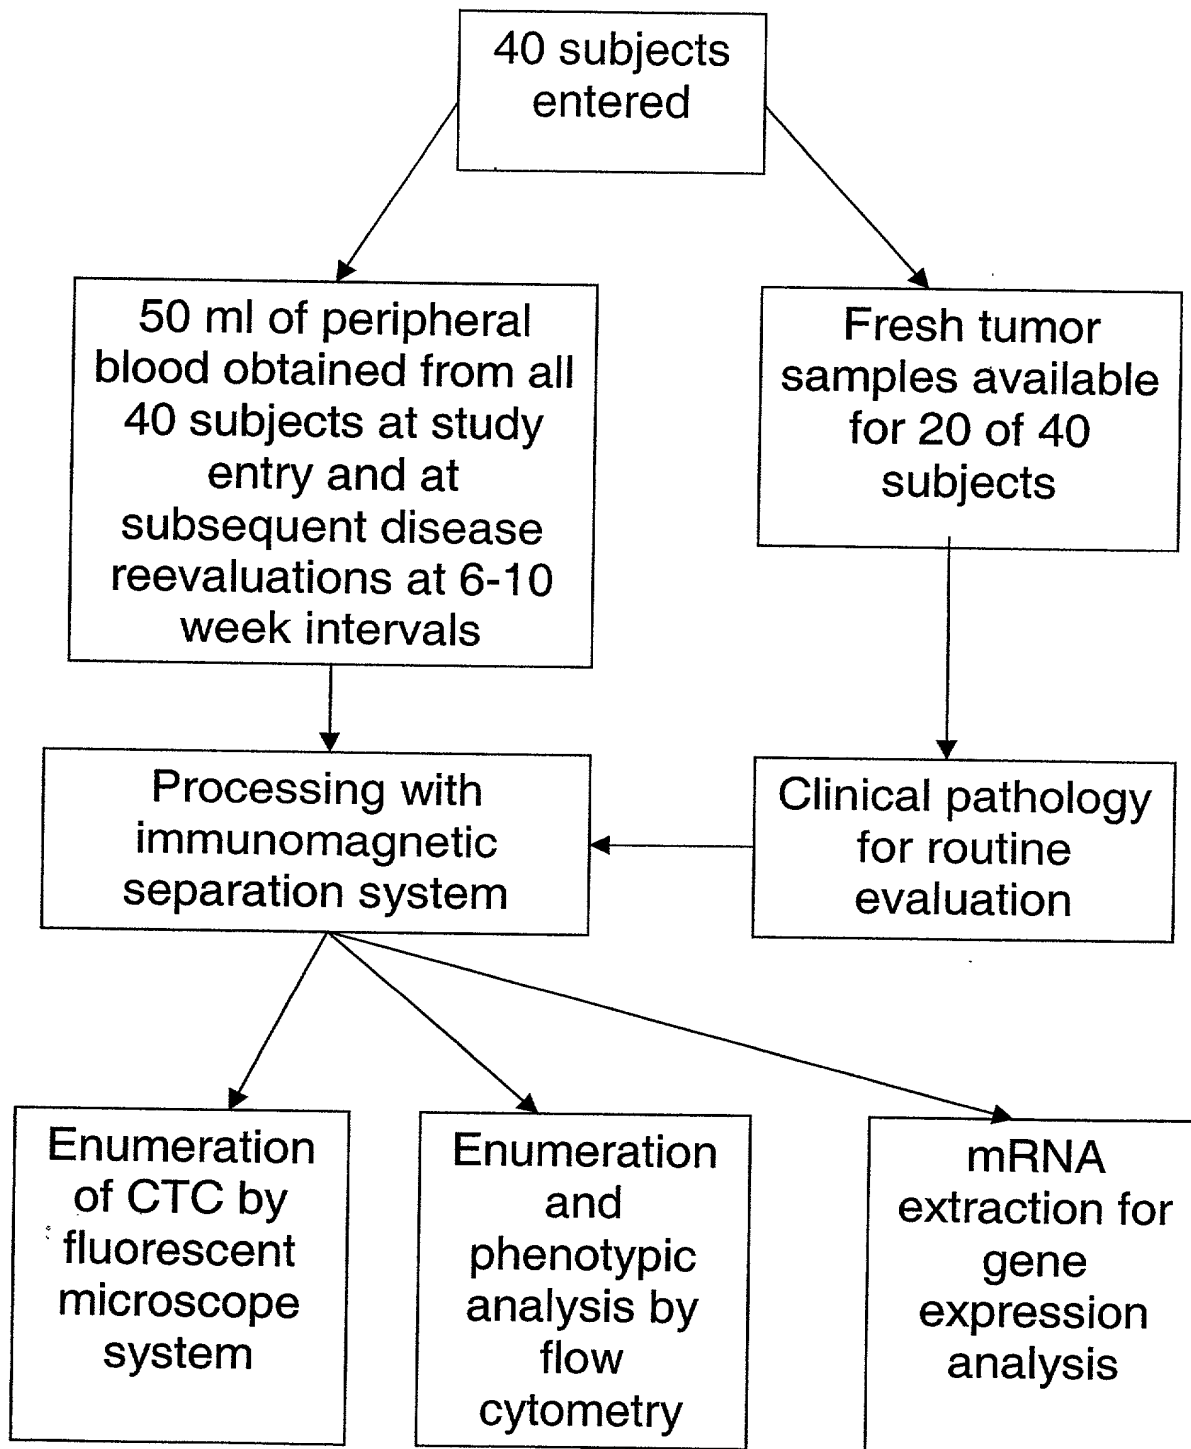 40 subjects
entered
50 ml of peripheral
blood obtained from all
40 subjects at study
entry and at
subsequent disease
reevaluations at 6-10
week intervals
Fresh tumor
samples available
for 20 of 40
subjects
Processing with
immunomagnetic
separation system
Clinical pathology
for routine
evaluation
Enumeration
of CTC by
fluorescent
microscope
system
Enumeration
and
phenotypic
analysis by
flow
cytometry
mRNA
extraction for
gene
expression
analysis